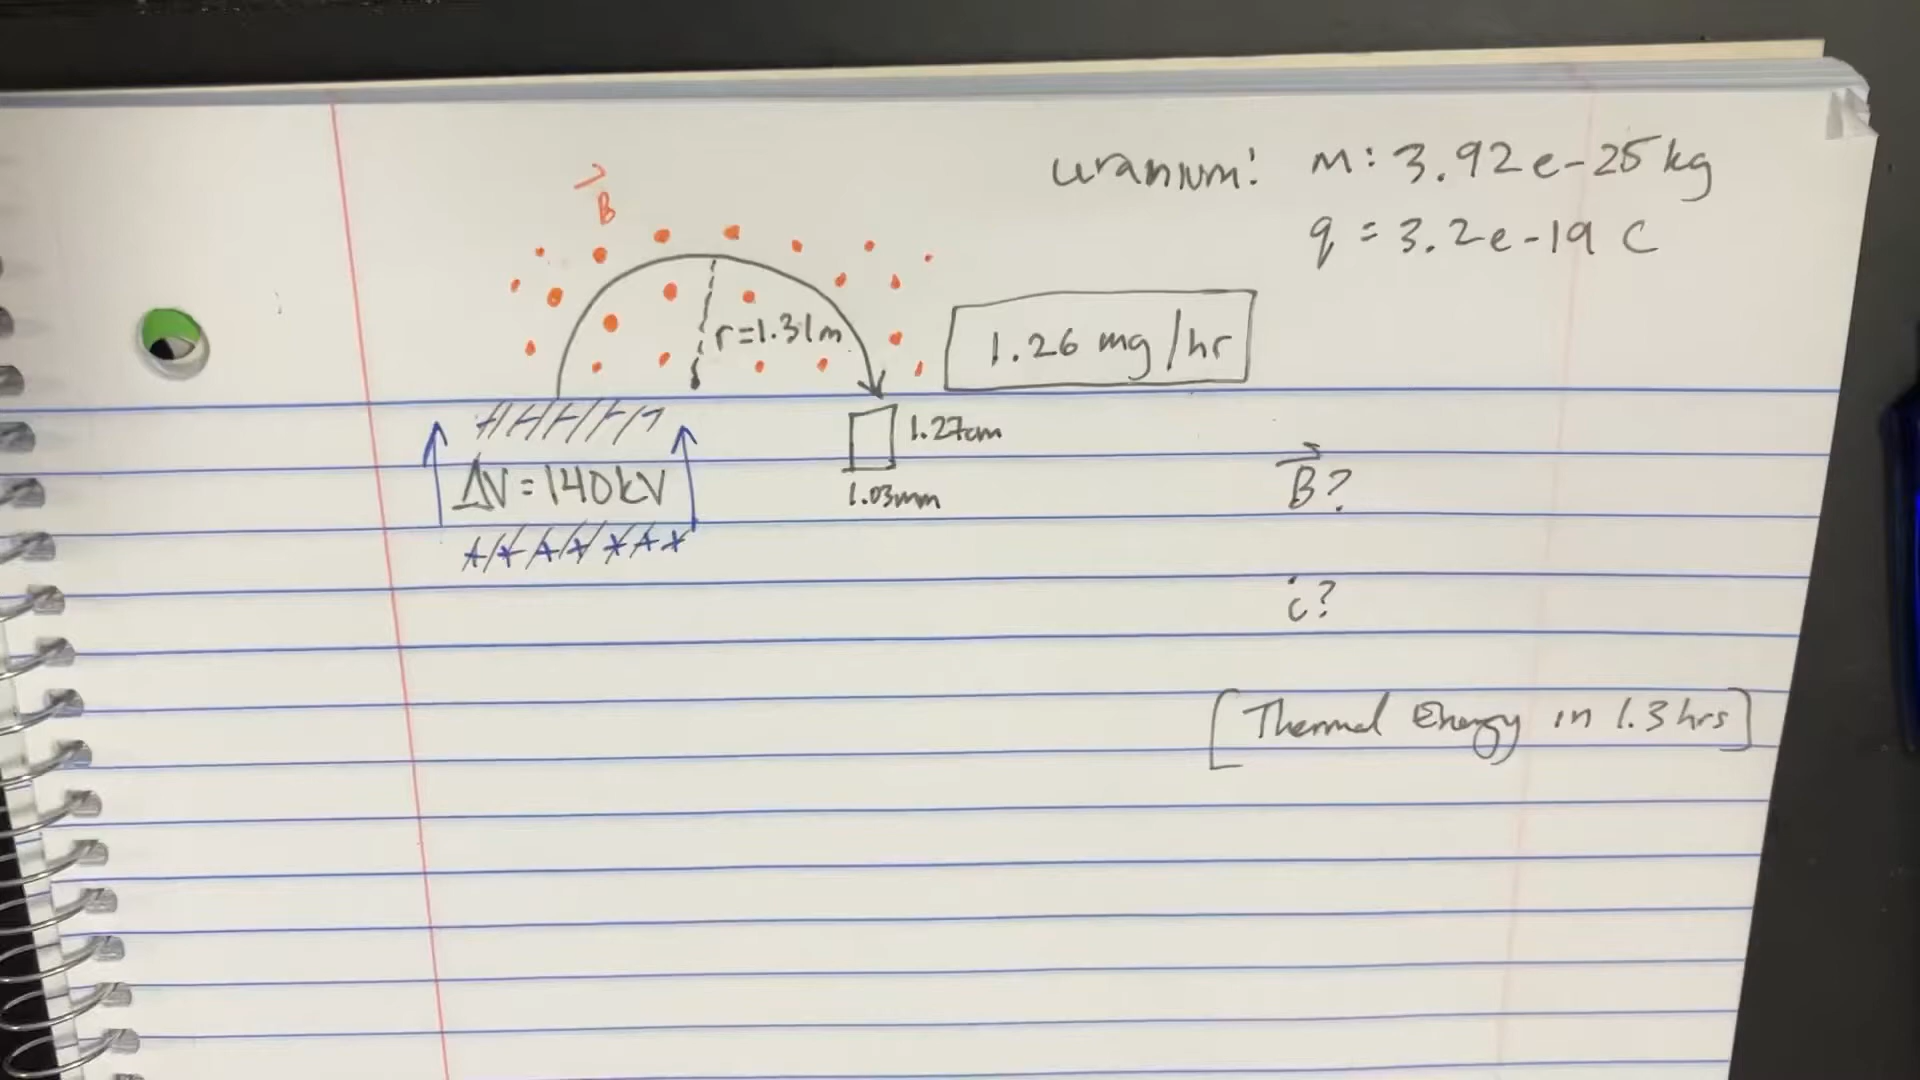 uranium: m: 3.92e-25 kg
q = 3.2e-19 C
B
r=1.31m
1.26 mg/hr
1.27cm
ΔV = 140kV
1.03mm
B?
i?
[Thermal Energy in 1.3 hrs]